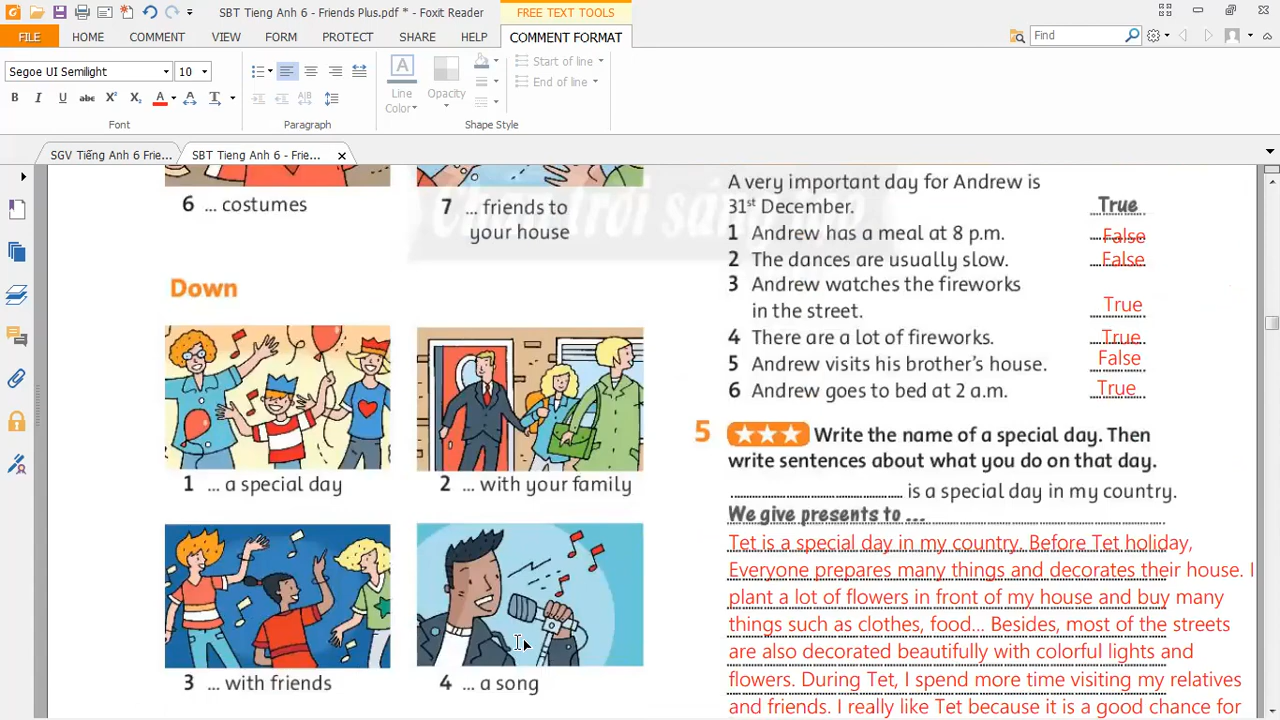 SBT Tieng Anh 6 - Friends Plus.pdf * - Foxit Reader
FREE TEXT TOOLS
FILE
HOME
COMMENT
VIEW
FORM
PROTECT
SHARE
HELP
COMMENT FORMAT
Find
Segoe UI Semilight
10
B I U abc X² X₂ A A T
Font
Paragraph
Line Color
Opacity
Start of line
End of line
Shape Style
SGV Tiếng Anh 6 Frie...
SBT Tieng Anh 6 - Frie...
6 ... costumes
7 ... friends to
your house
Down
1 ... a special day
2 ... with your family
3 ... with friends
4 ... a song
A very important day for Andrew is
31st December. True
1 Andrew has a meal at 8 p.m. False
2 The dances are usually slow. False
3 Andrew watches the fireworks
in the street. True
4 There are a lot of fireworks. True
5 Andrew visits his brother's house. False
6 Andrew goes to bed at 2 a.m. True
5 Write the name of a special day. Then
write sentences about what you do on that day.
is a special day in my country.
We give presents to ...
Tet is a special day in my country. Before Tet holiday,
Everyone prepares many things and decorates their house. I
plant a lot of flowers in front of my house and buy many
things such as clothes, food... Besides, most of the streets
are also decorated beautifully with colorful lights and
flowers. During Tet, I spend more time visiting my relatives
and friends. I really like Tet because it is a good chance for